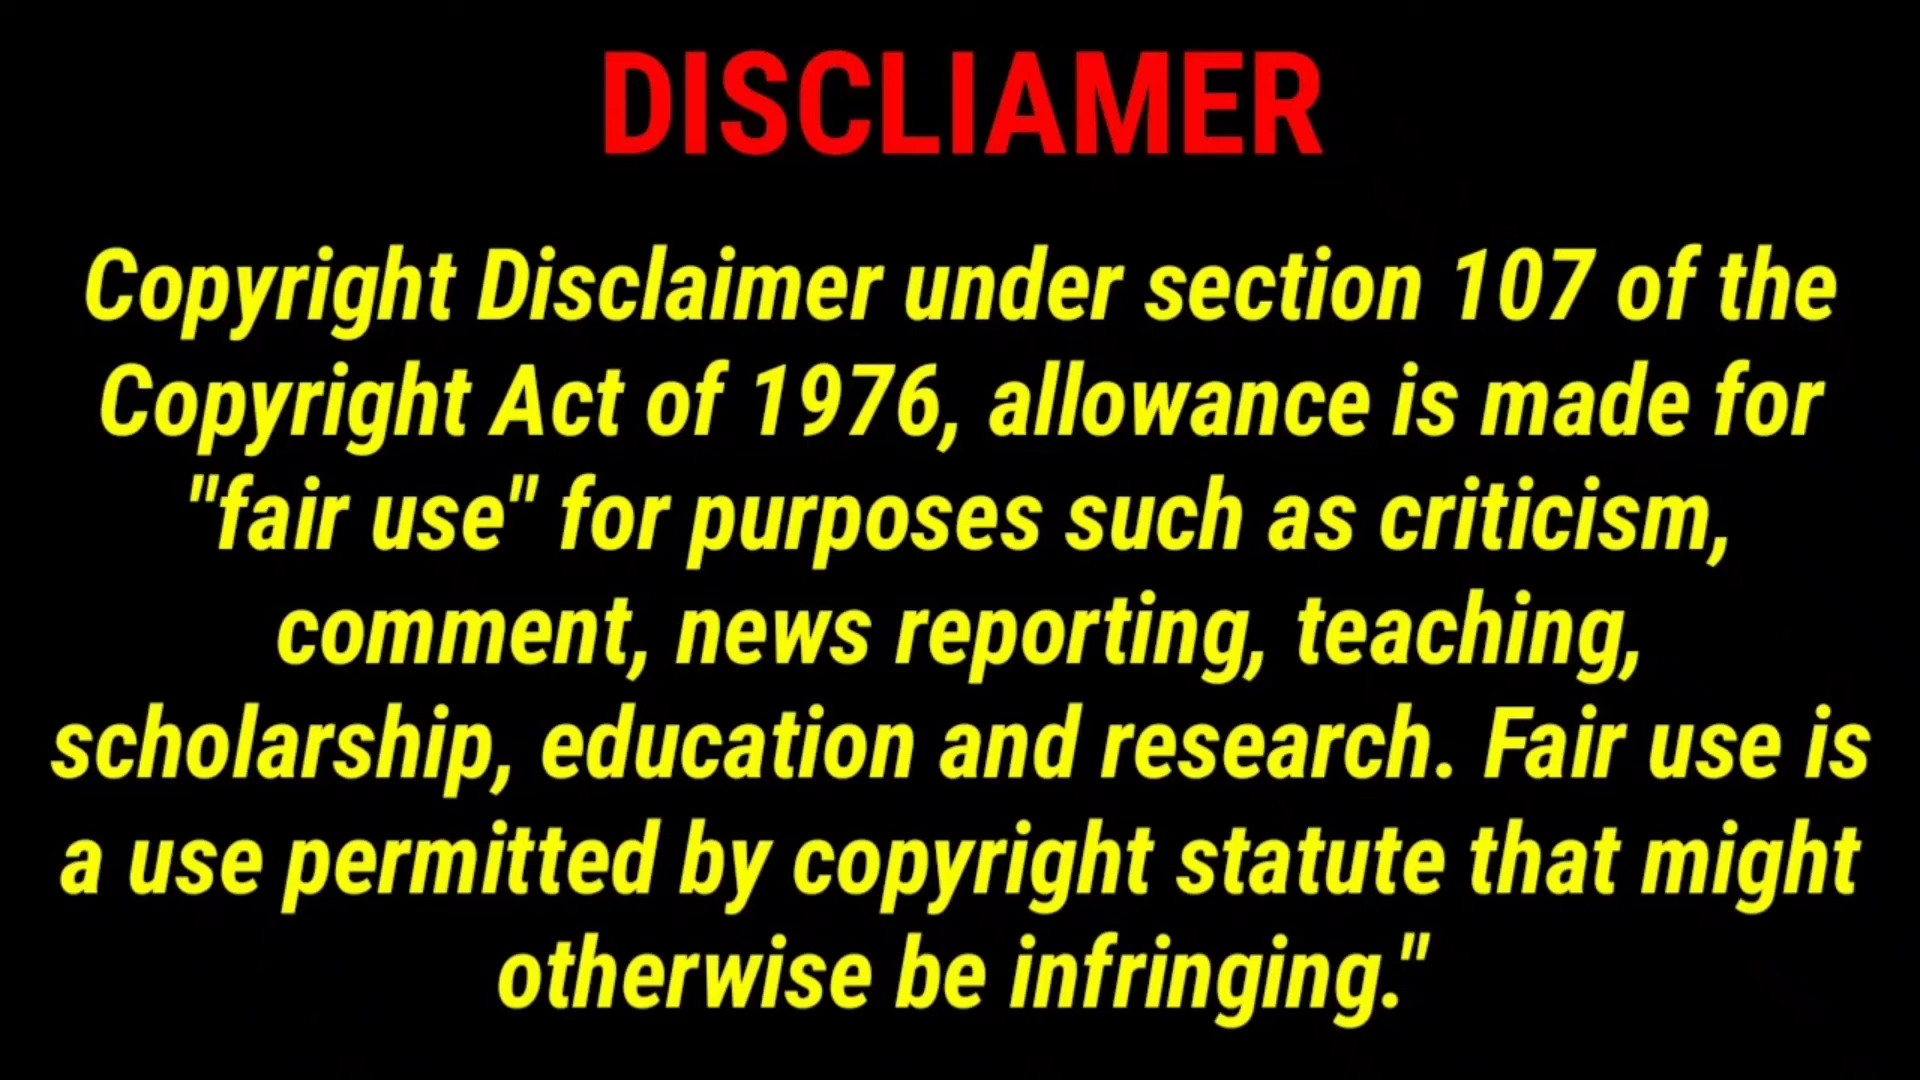 DISCLIAMER
Copyright Disclaimer under section 107 of the
Copyright Act of 1976, allowance is made for
"fair use" for purposes such as criticism,
comment, news reporting, teaching,
scholarship, education and research. Fair use is
a use permitted by copyright statute that might
otherwise be infringing."